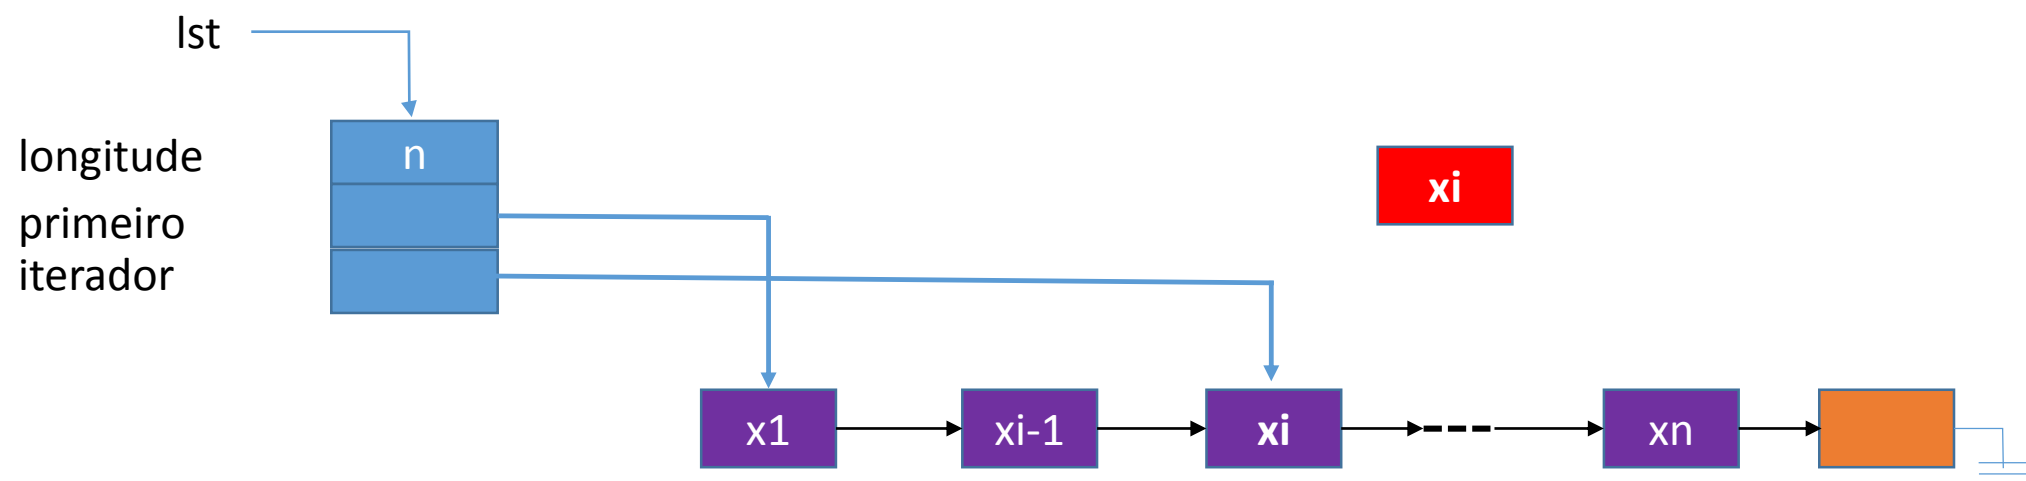 lst
longitude
n
xi
primeiro
iterador
x1
xi-1
xi
xn